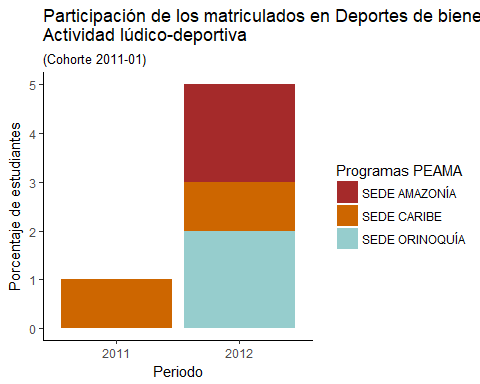 Participación de los matriculados en Deportes de biene
Actividad lúdico-deportiva
(Cohorte 2011-01)
Porcentaje de estudiantes
5
4
3
2
1
0
2011
2012
Periodo
Programas PEAMA
SEDE AMAZONÍA
SEDE CARIBE
SEDE ORINOQUÍA